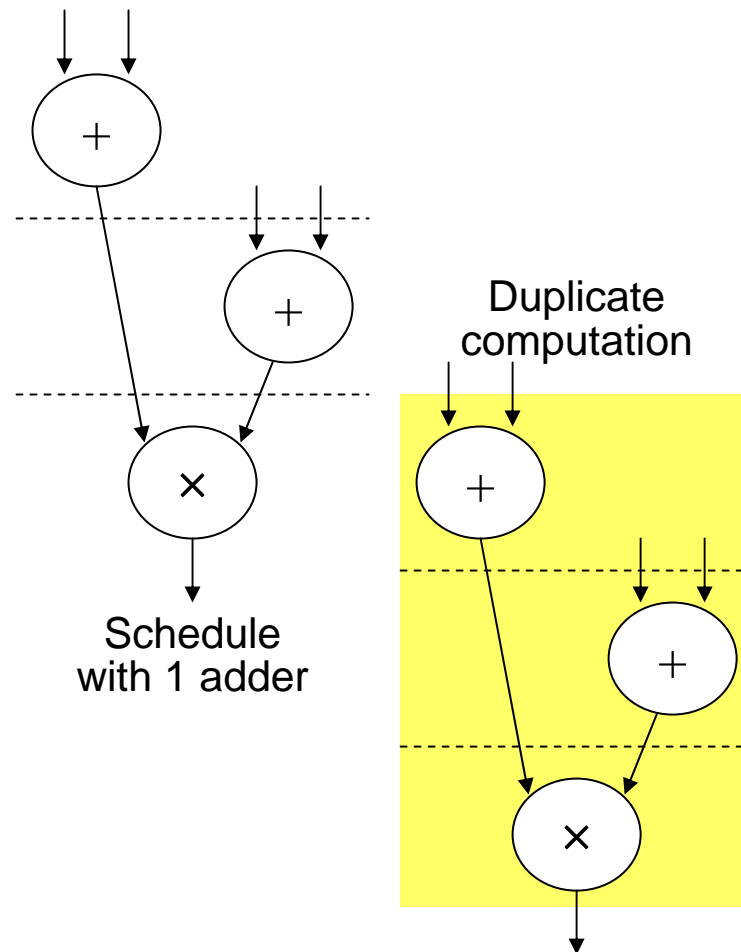 +
+
Duplicate
computation
+
×
Schedule
with 1 adder
+
×